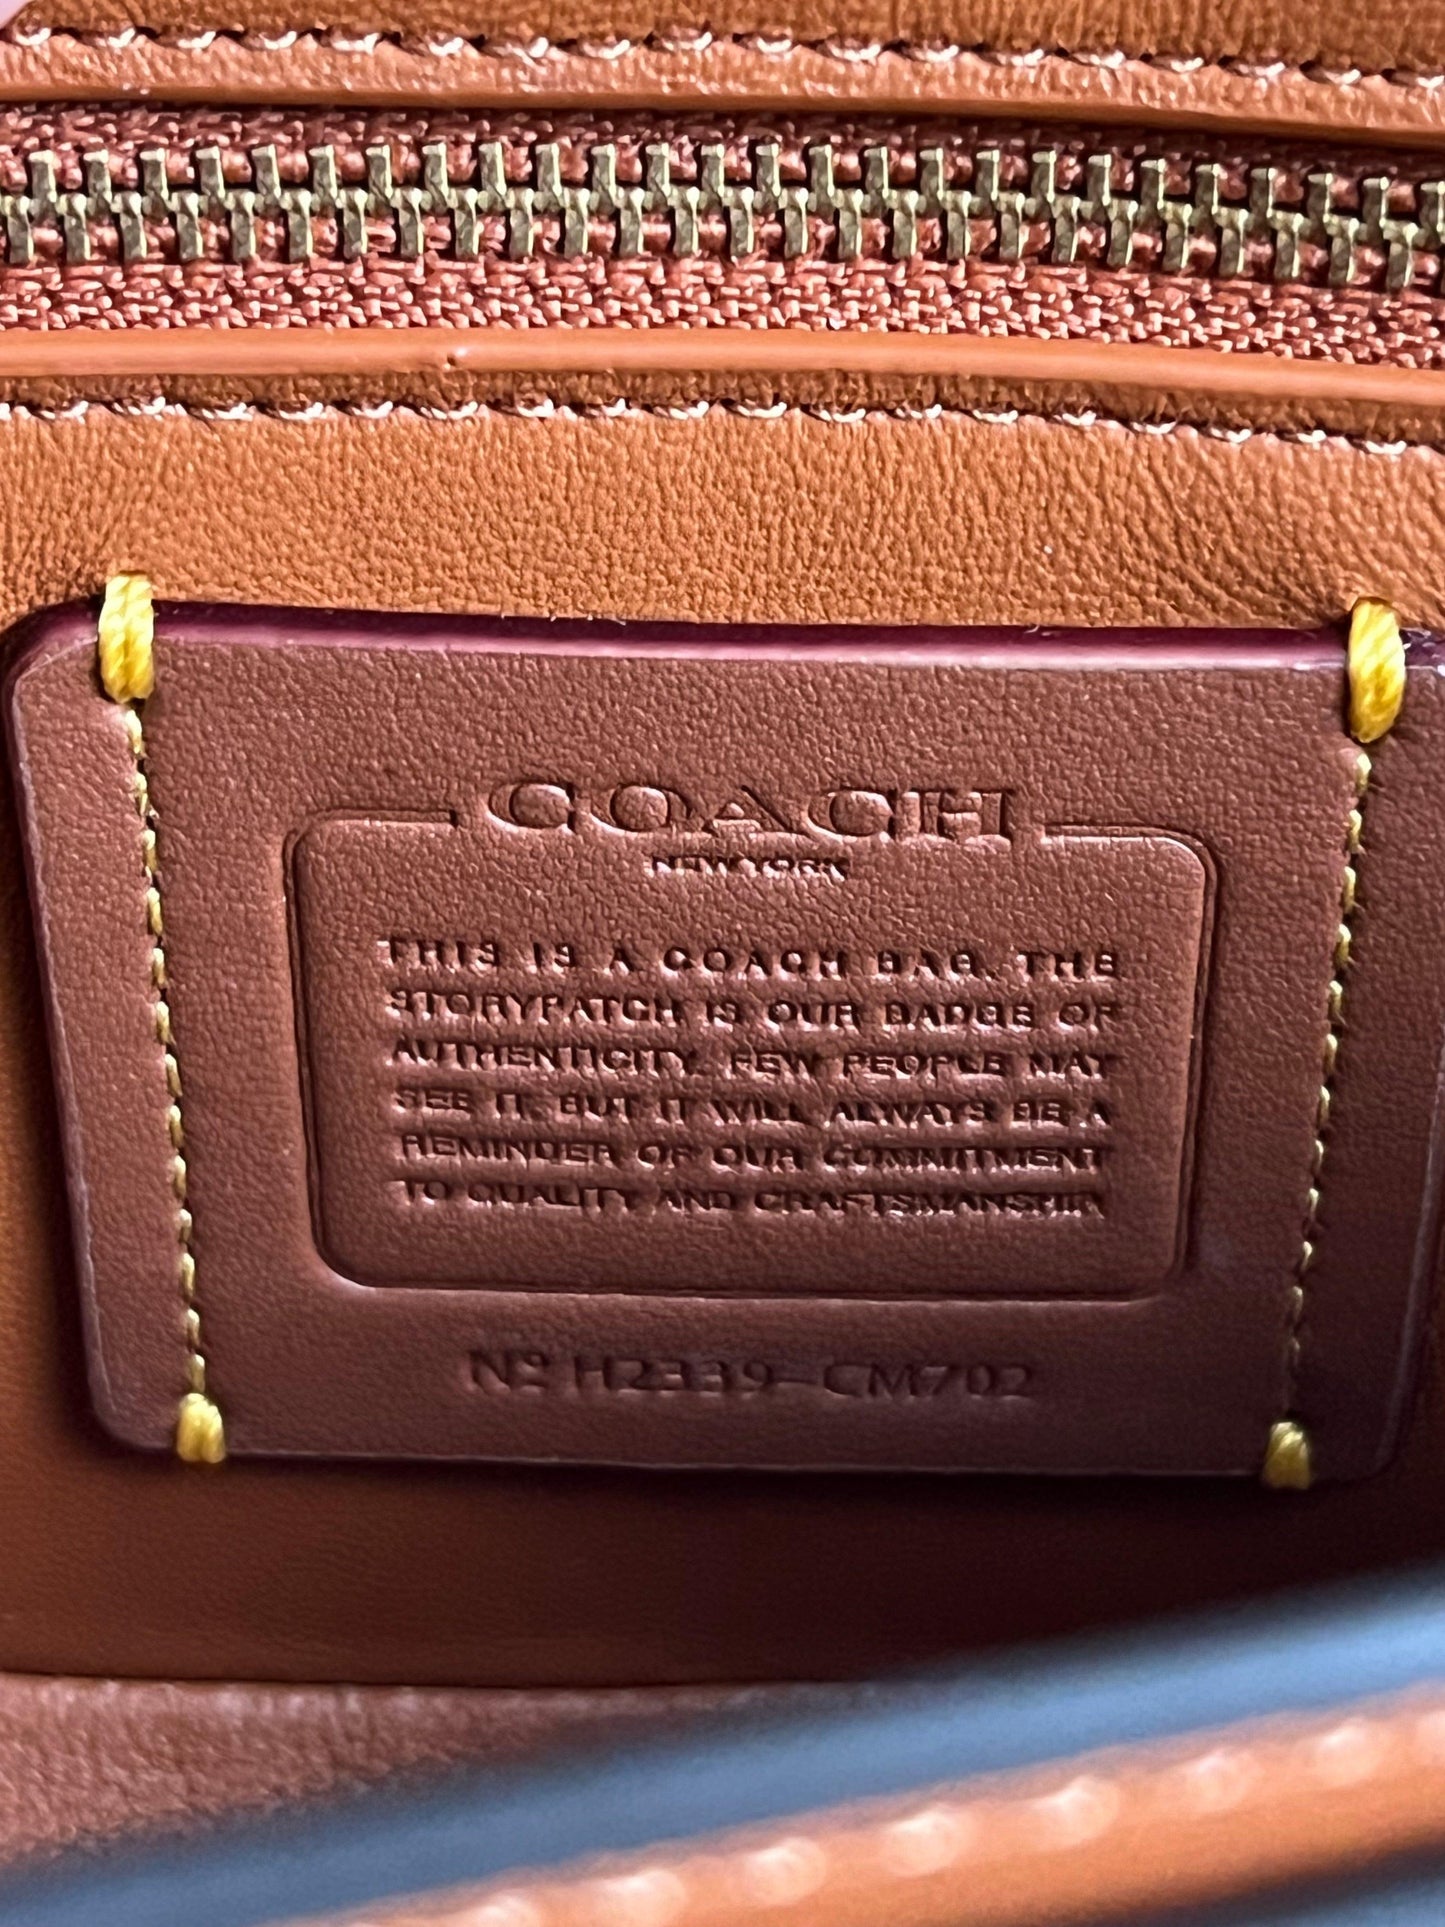 COACH
NEW YORK
THIS IS A COACH BAG. THE
STORYPATCH IS OUR BADGE OF
AUTHENTICITY. FEW PEOPLE MAY
SEE IT, BUT IT WILL ALWAYS BE A
REMINDER OF OUR COMMITMENT
TO QUALITY AND CRAFTSMANSHIP.
Nº H2339-CM702